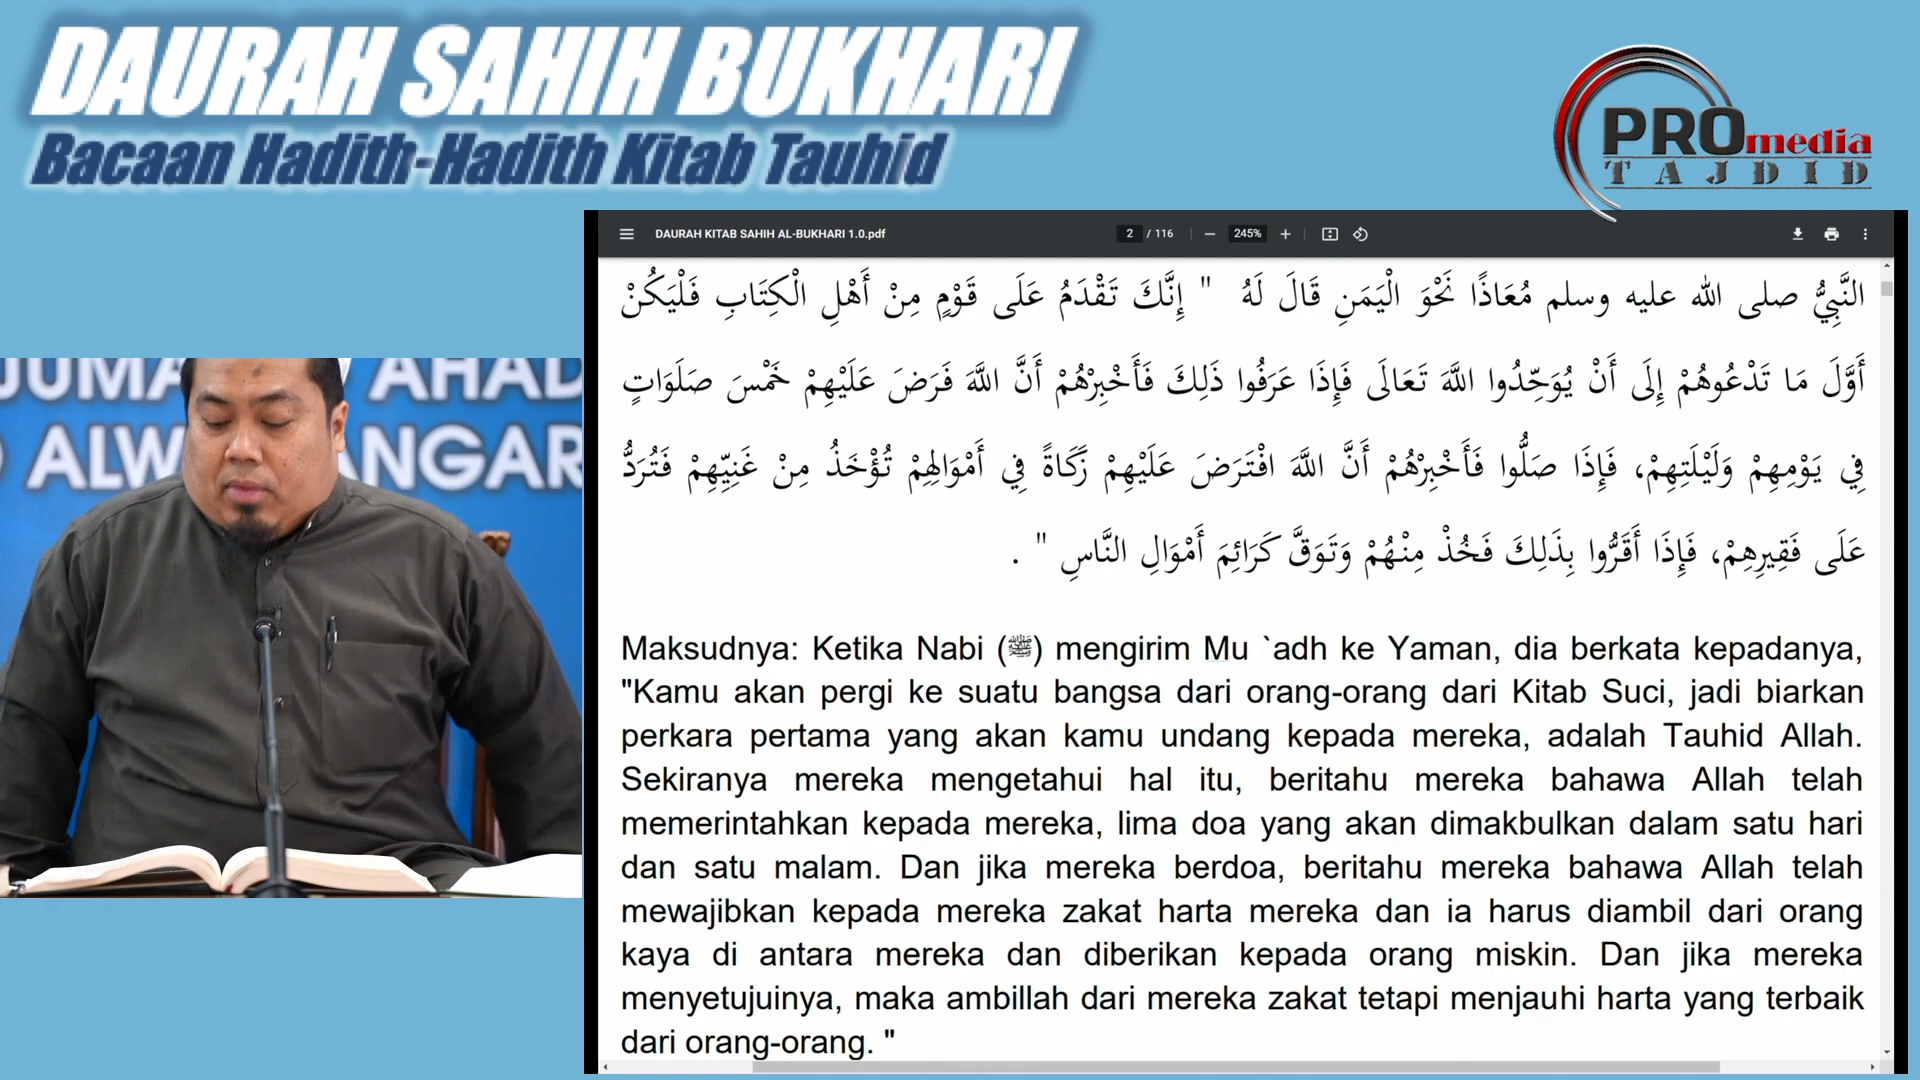 DAURAH SAHIH BUKHARI
Bacaan Hadith-Hadith Kitab Tauhid
PROmedia
TAJDID
DAURAH KITAB SAHIH AL-BUKHARI 1.0.pdf
2 / 116
245%
النَّبِيُّ صلى الله عليه وسلم مُعَاذًا نَحْوَ الْيَمَنِ قَالَ لَهُ " إِنَّكَ تَقْدَمُ عَلَى قَوْمٍ مِنْ أَهْلِ الْكِتَابِ فَلْيَكُنْ
أَوَّلَ مَا تَدْعُوهُمْ إِلَى أَنْ يُوَحِّدُوا اللَّهَ تَعَالَى فَإِذَا عَرَفُوا ذَلِكَ فَأَخْبِرْهُمْ أَنَّ اللَّهَ فَرَضَ عَلَيْهِمْ خَمْسَ صَلَوَاتٍ
فِي يَوْمِهِمْ وَلَيْلَتِهِمْ، فَإِذَا صَلُّوا فَأَخْبِرْهُمْ أَنَّ اللَّهَ افْتَرَضَ عَلَيْهِمْ زَكَاةً فِي أَمْوَالِهِمْ تُؤْخَذُ مِنْ غَنِيِّهِمْ فَتُرَدُّ
عَلَى فَقِيرِهِمْ، فَإِذَا أَقَرُّوا بِذَلِكَ فَخُذْ مِنْهُمْ وَتَوَقَّ كَرَائِمَ أَمْوَالِ النَّاسِ " .
Maksudnya: Ketika Nabi (ﷺ) mengirim Mu `adh ke Yaman, dia berkata kepadanya,
"Kamu akan pergi ke suatu bangsa dari orang-orang dari Kitab Suci, jadi biarkan
perkara pertama yang akan kamu undang kepada mereka, adalah Tauhid Allah.
Sekiranya mereka mengetahui hal itu, beritahu mereka bahawa Allah telah
memerintahkan kepada mereka, lima doa yang akan dimakbulkan dalam satu hari
dan satu malam. Dan jika mereka berdoa, beritahu mereka bahawa Allah telah
mewajibkan kepada mereka zakat harta mereka dan ia harus diambil dari orang
kaya di antara mereka dan diberikan kepada orang miskin. Dan jika mereka
menyetujuinya, maka ambillah dari mereka zakat tetapi menjauhi harta yang terbaik
dari orang-orang. "
JUMA AHAD
ALW ANGAR